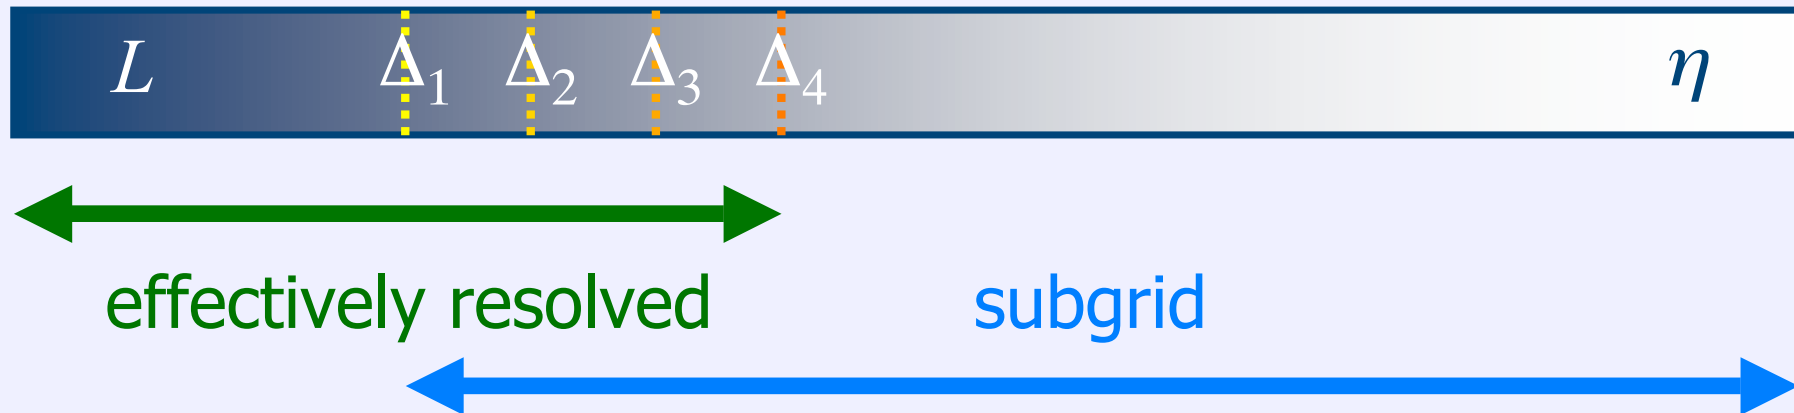 L Δ₁ Δ₂ Δ₃ Δ₄ η
effectively resolved subgrid